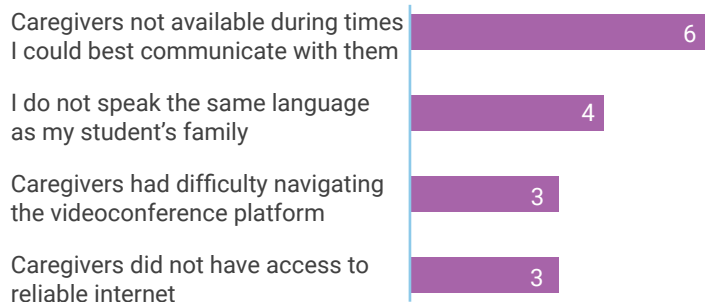 Caregivers not available during times
I could best communicate with them
6
I do not speak the same language
as my student’s family
4
Caregivers had difficulty navigating
the videoconference platform
3
Caregivers did not have access to
reliable internet
3